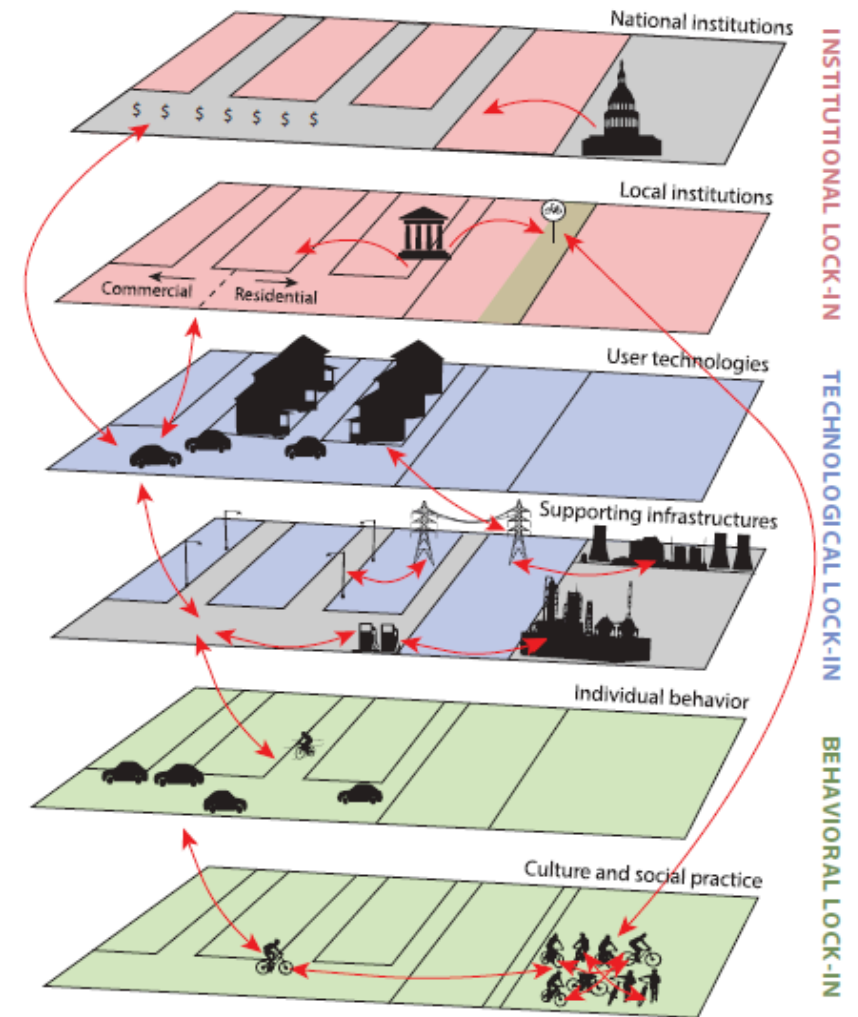 National institutions
$ $ $ $ $ $ $
INSTITUTIONAL LOCK-IN
Local institutions
Commercial
Residential
User technologies
TECHNOLOGICAL LOCK-IN
Supporting infrastructures
Individual behavior
BEHAVIORAL LOCK-IN
Culture and social practice